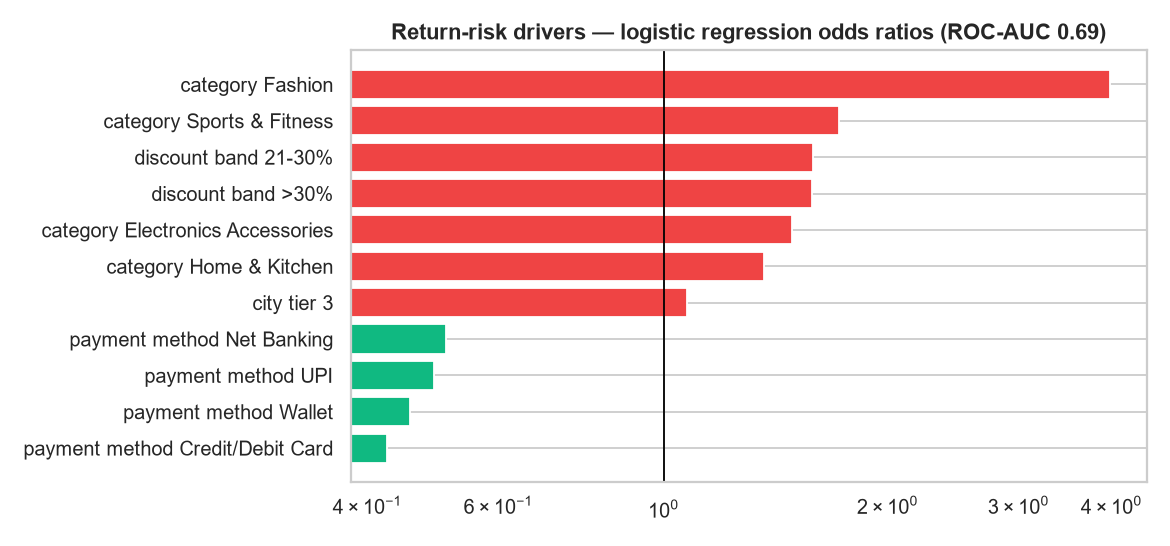 Return-risk drivers — logistic regression odds ratios (ROC-AUC 0.69)
category Fashion
category Sports & Fitness
discount band 21-30%
discount band >30%
category Electronics Accessories
category Home & Kitchen
city tier 3
payment method Net Banking
payment method UPI
payment method Wallet
payment method Credit/Debit Card
4 × 10⁻¹ 6 × 10⁻¹ 10⁰ 2 × 10⁰ 3 × 10⁰ 4 × 10⁰